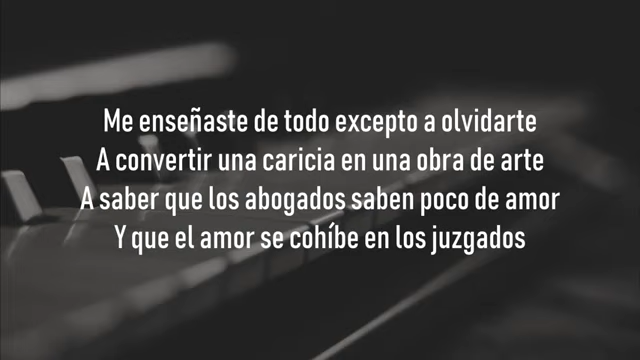 Me enseñaste de todo excepto a olvidarte
A convertir una caricia en una obra de arte
A saber que los abogados saben poco de amor
Y que el amor se cohíbe en los juzgados